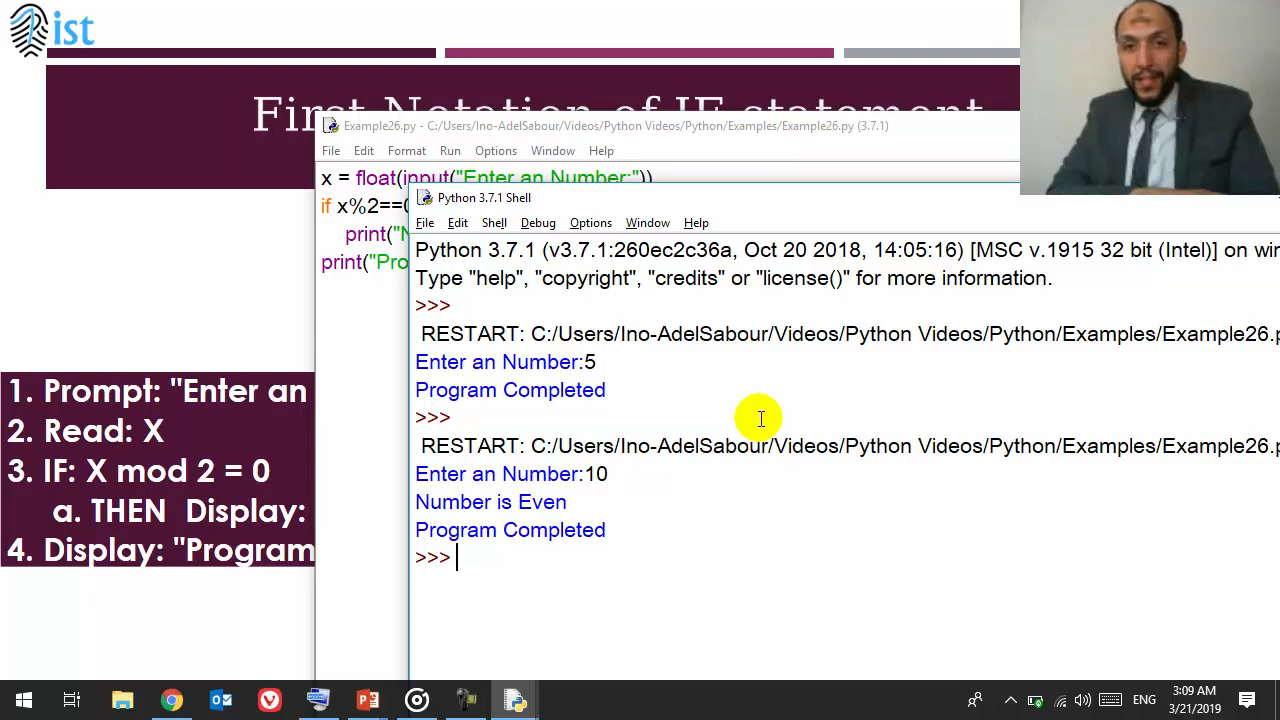 ist
First Notation of IF statement
Example26.py - C:/Users/Ino-AdelSabour/Videos/Python Videos/Python/Examples/Example26.py (3.7.1)
File Edit Format Run Options Window Help
x = float(input("Enter an Number:"))
if x%2==
print("
print("Pro
Python 3.7.1 Shell
File Edit Shell Debug Options Window Help
Python 3.7.1 (v3.7.1:260ec2c36a, Oct 20 2018, 14:05:16) [MSC v.1915 32 bit (Intel)] on wi
Type "help", "copyright", "credits" or "license()" for more information.
>>>
RESTART: C:/Users/Ino-AdelSabour/Videos/Python Videos/Python/Examples/Example26.p
Enter an Number:5
Program Completed
>>>
RESTART: C:/Users/Ino-AdelSabour/Videos/Python Videos/Python/Examples/Example26.p
Enter an Number:10
Number is Even
Program Completed
>>>
1. Prompt: "Enter an
2. Read: X
3. IF: X mod 2 = 0
a. THEN Display:
4. Display: "Program
ENG
3:09 AM
3/21/2019